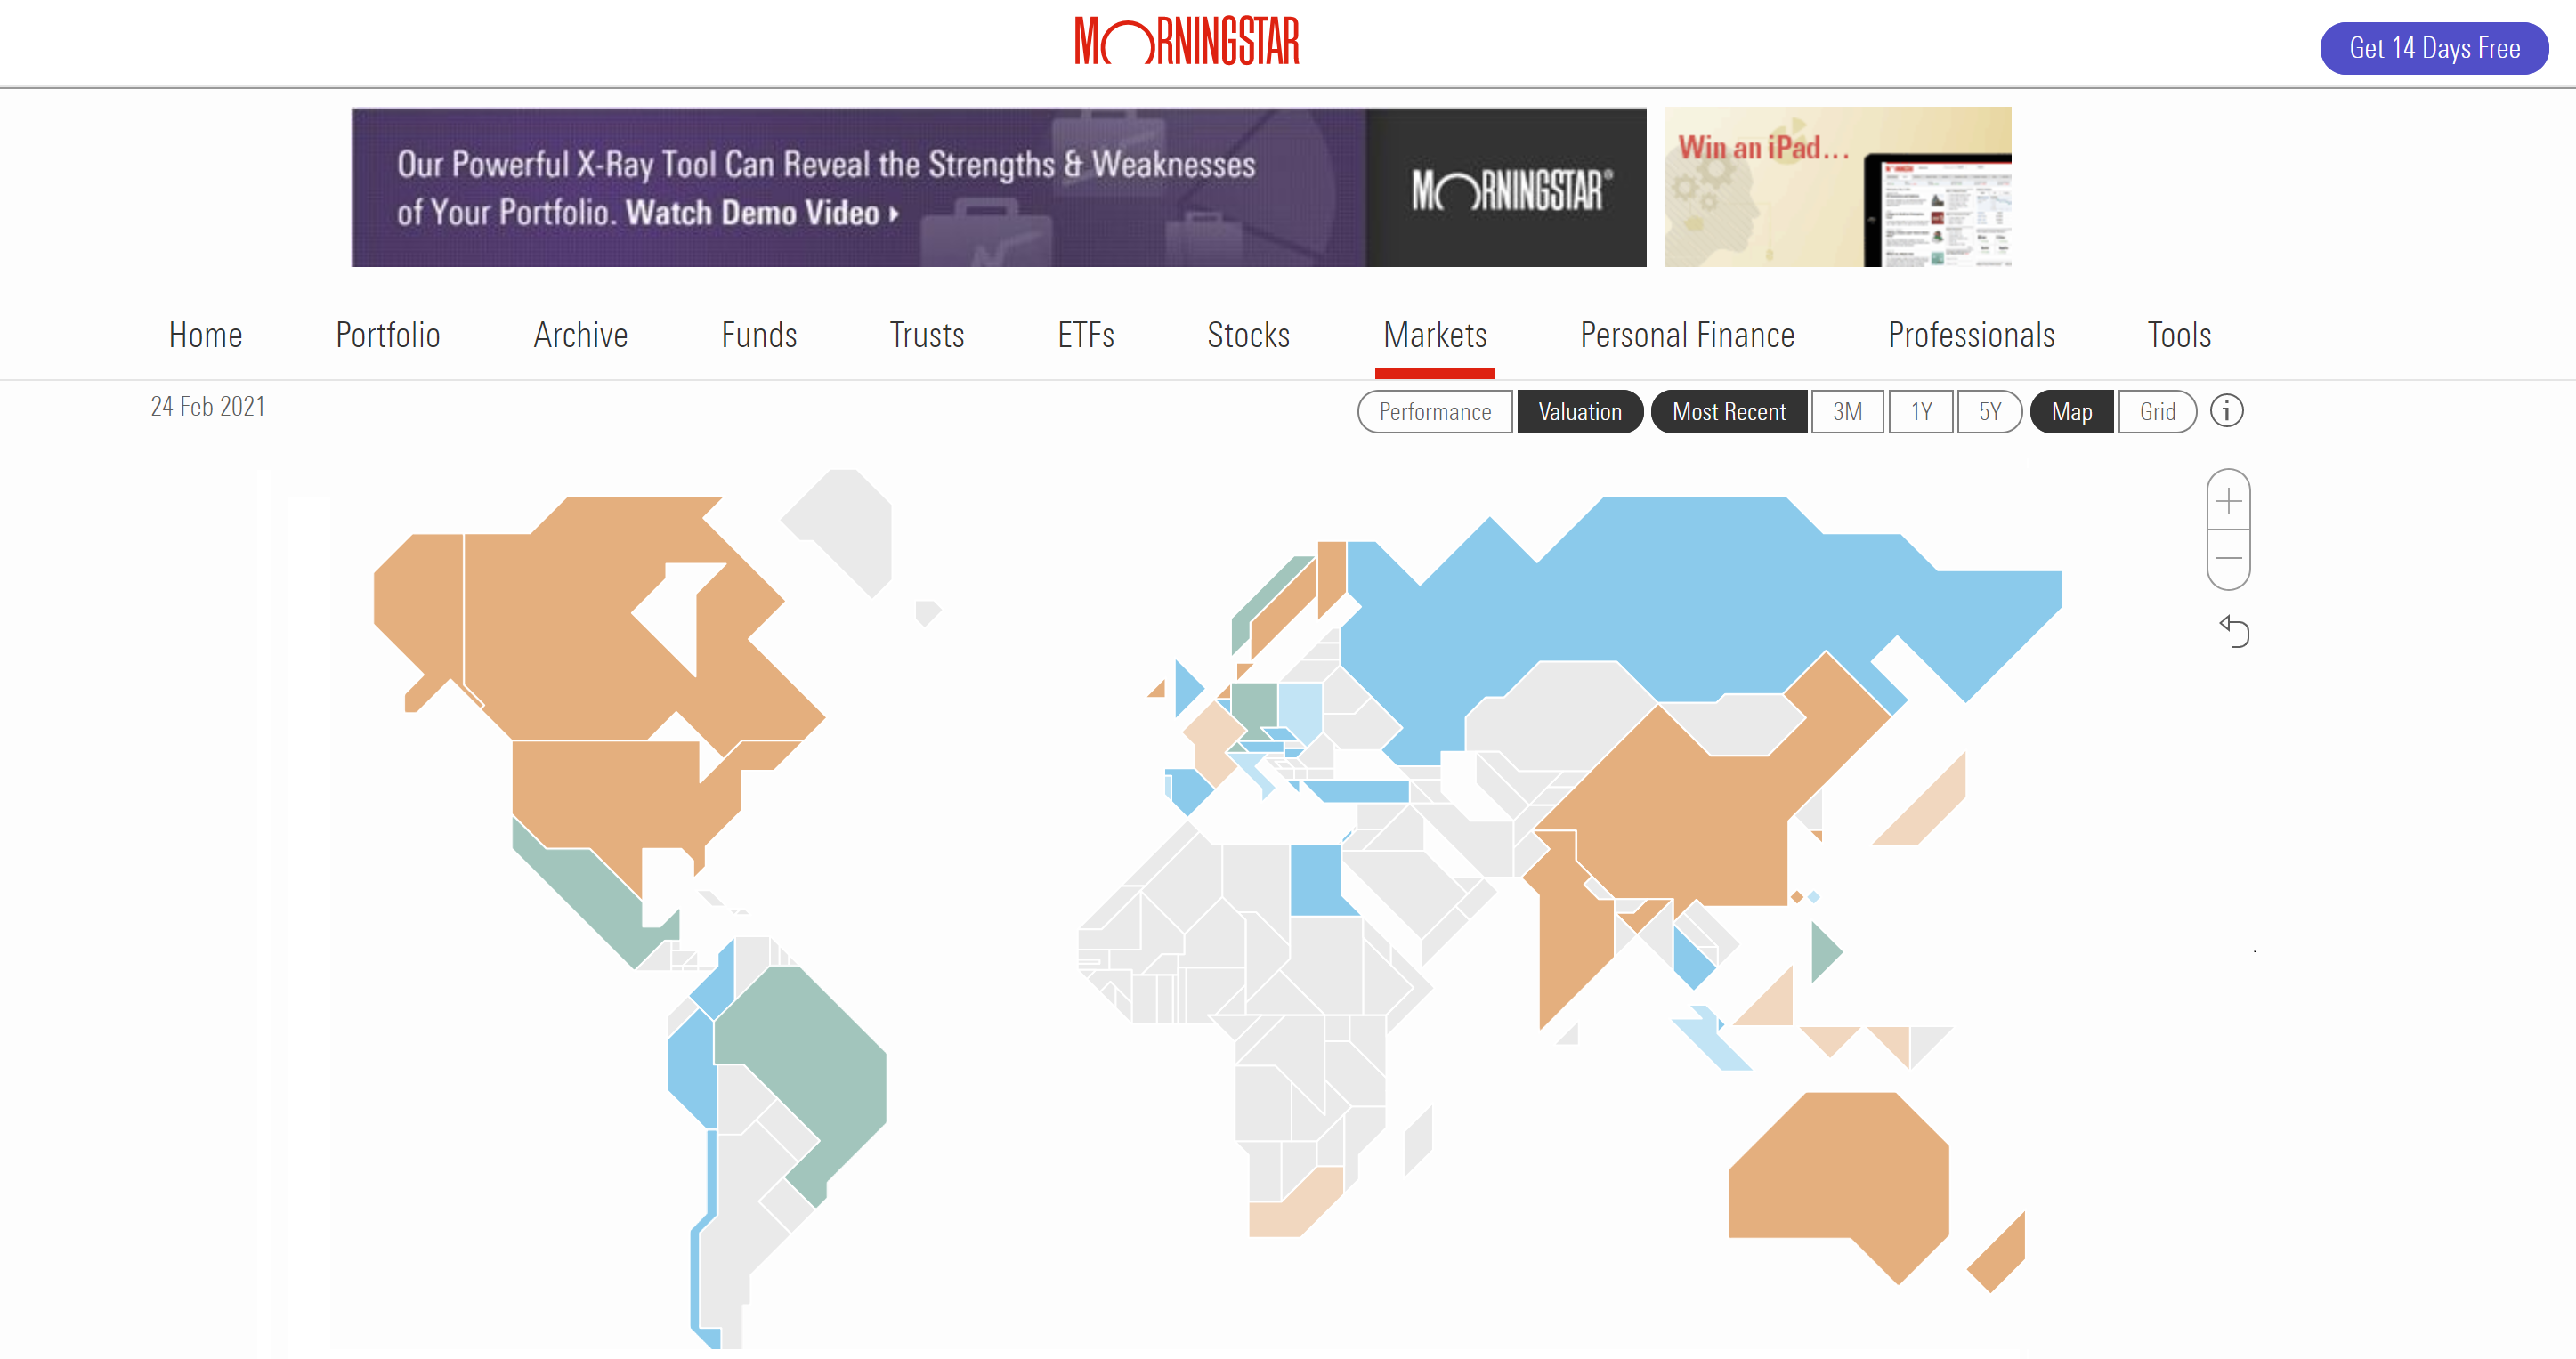 MORNINGSTAR
Get 14 Days Free
Our Powerful X-Ray Tool Can Reveal the Strengths & Weaknesses
of Your Portfolio. Watch Demo Video
MORNINGSTAR®
Win an iPad...
Home Portfolio Archive Funds Trusts ETFs Stocks Markets Personal Finance Professionals Tools
24 Feb 2021
Performance Valuation Most Recent 3M 1Y 5Y Map Grid i